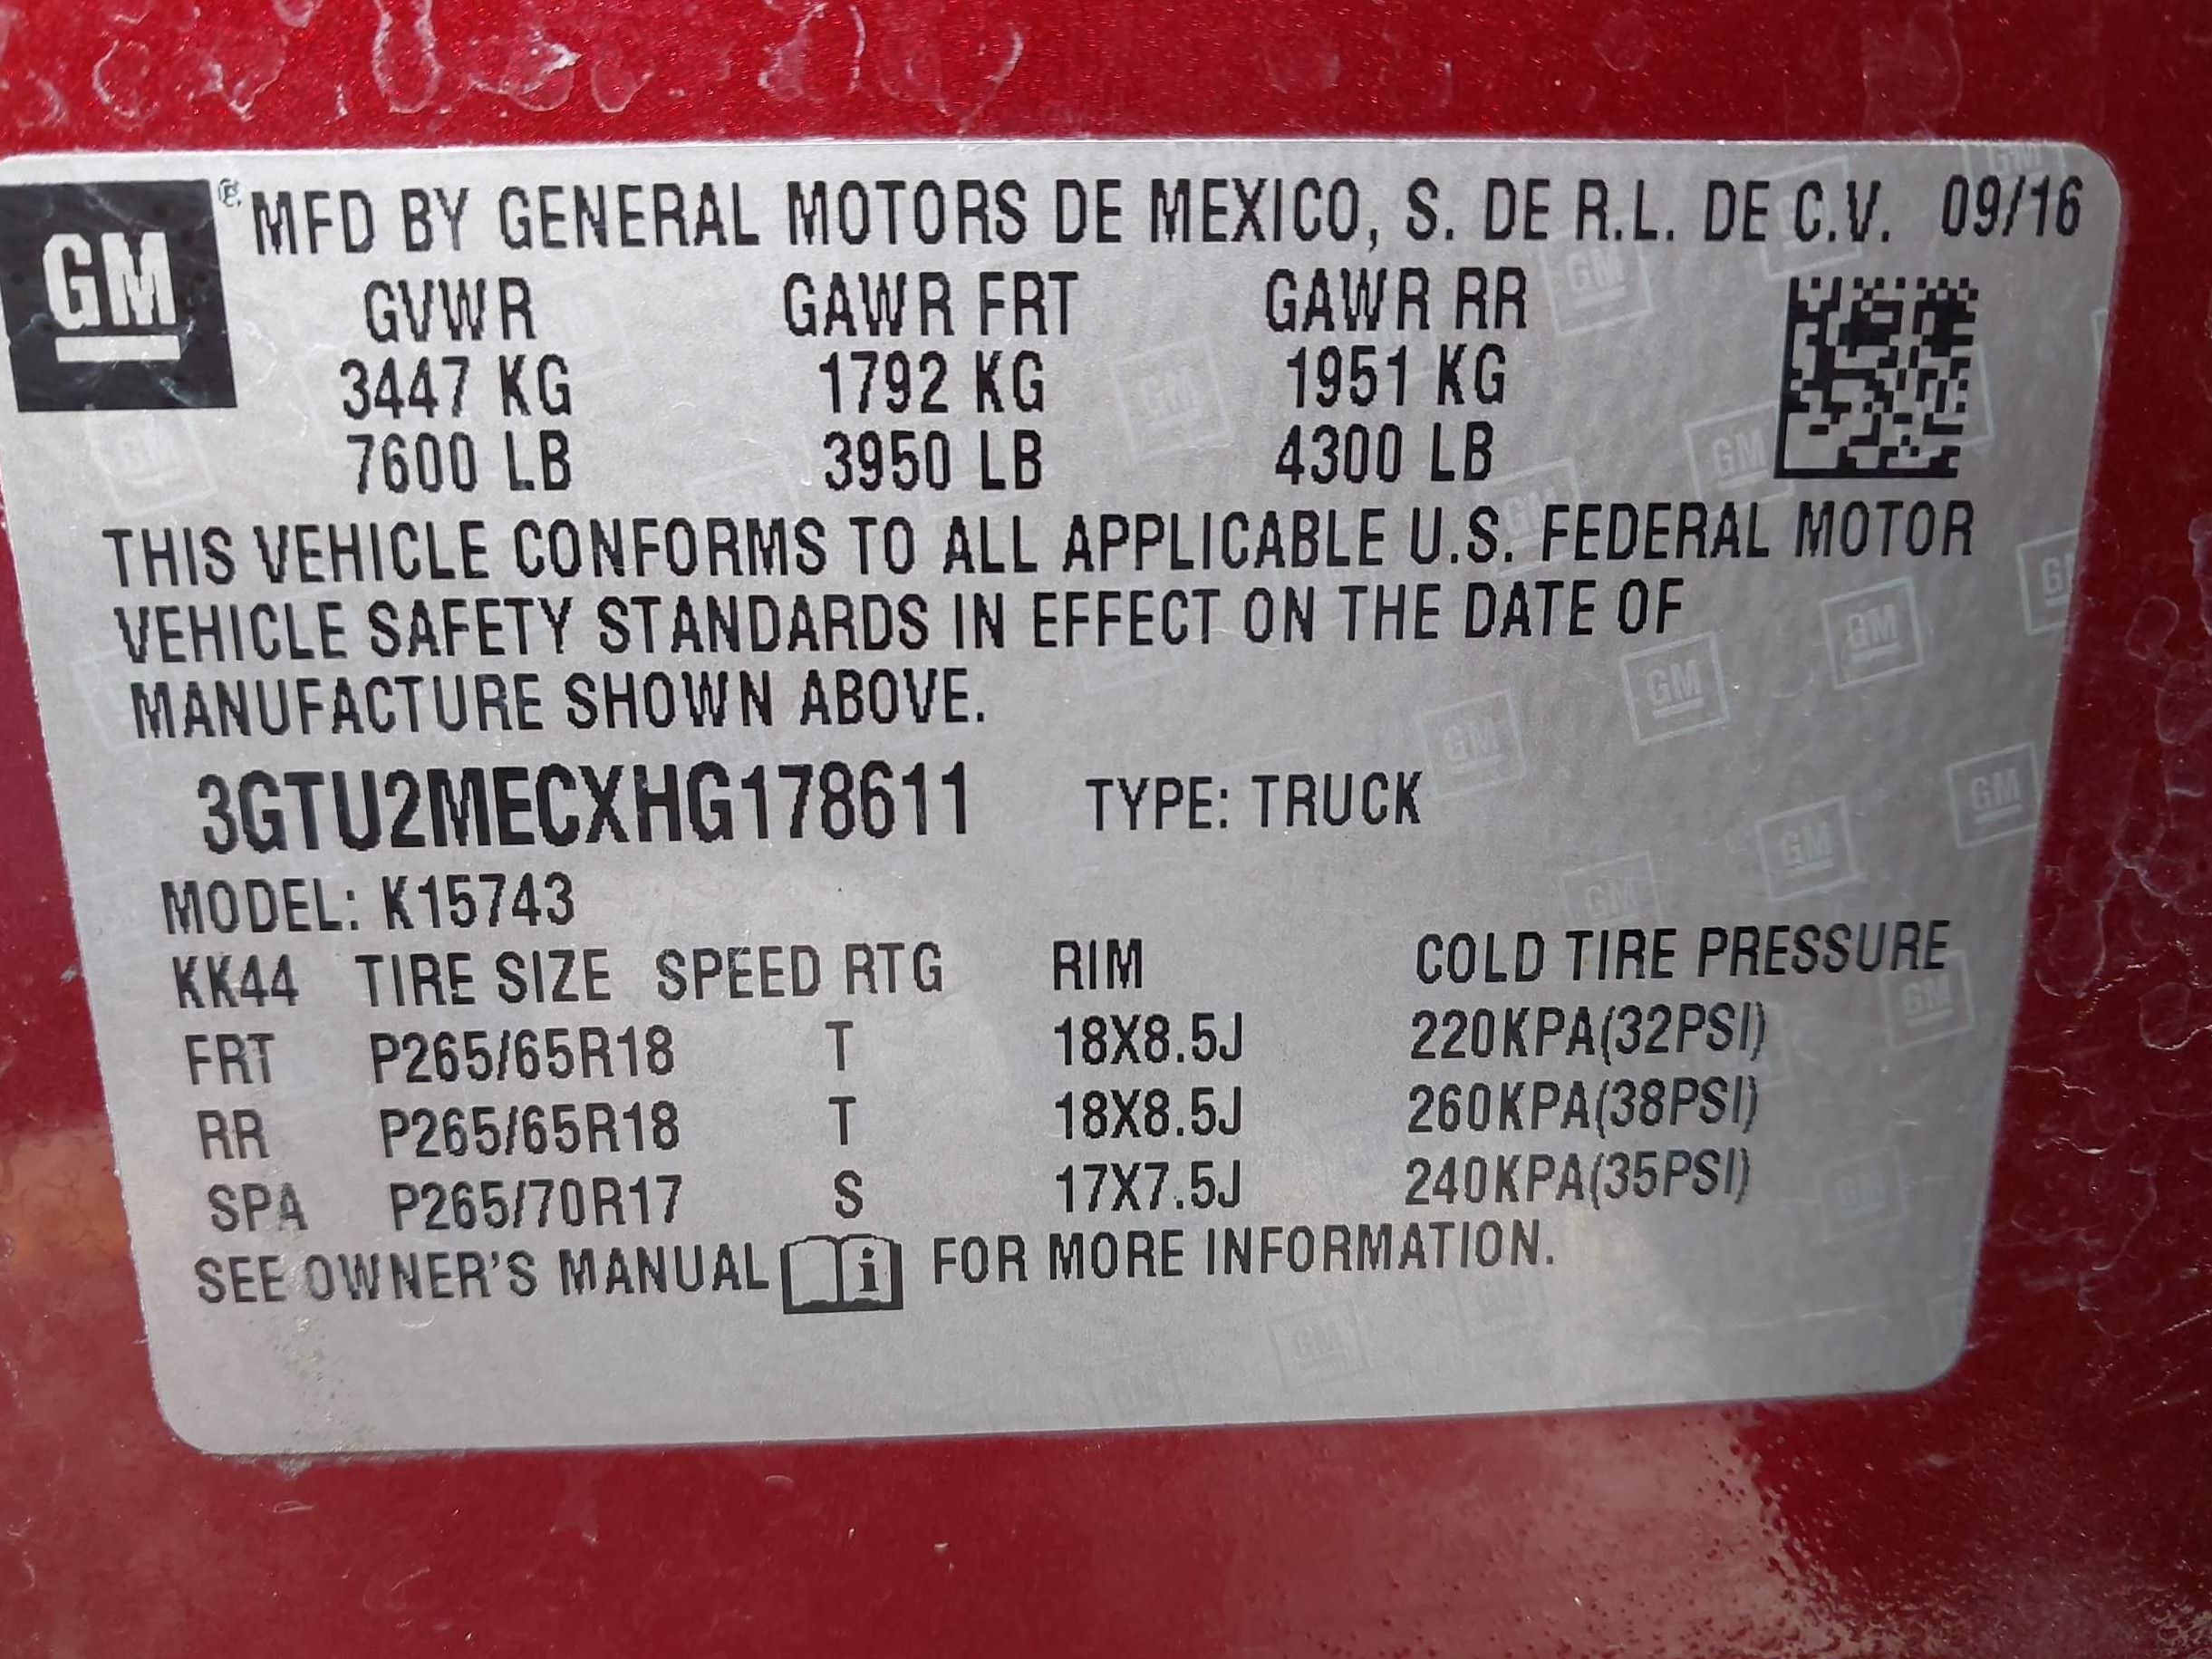 GM ® MFD BY GENERAL MOTORS DE MEXICO, S. DE R.L. DE C.V. 09/16
GVWR GAWR FRT GAWR RR
3447 KG 1792 KG 1951 KG
7600 LB 3950 LB 4300 LB
THIS VEHICLE CONFORMS TO ALL APPLICABLE U.S. FEDERAL MOTOR
VEHICLE SAFETY STANDARDS IN EFFECT ON THE DATE OF
MANUFACTURE SHOWN ABOVE.
3GTU2MECXHG178611 TYPE: TRUCK
MODEL: K15743
KK44 TIRE SIZE SPEED RTG RIM COLD TIRE PRESSURE
FRT P265/65R18 T 18X8.5J 220KPA(32PSI)
RR P265/65R18 T 18X8.5J 260KPA(38PSI)
SPA P265/70R17 S 17X7.5J 240KPA(35PSI)
SEE OWNER'S MANUAL i FOR MORE INFORMATION.